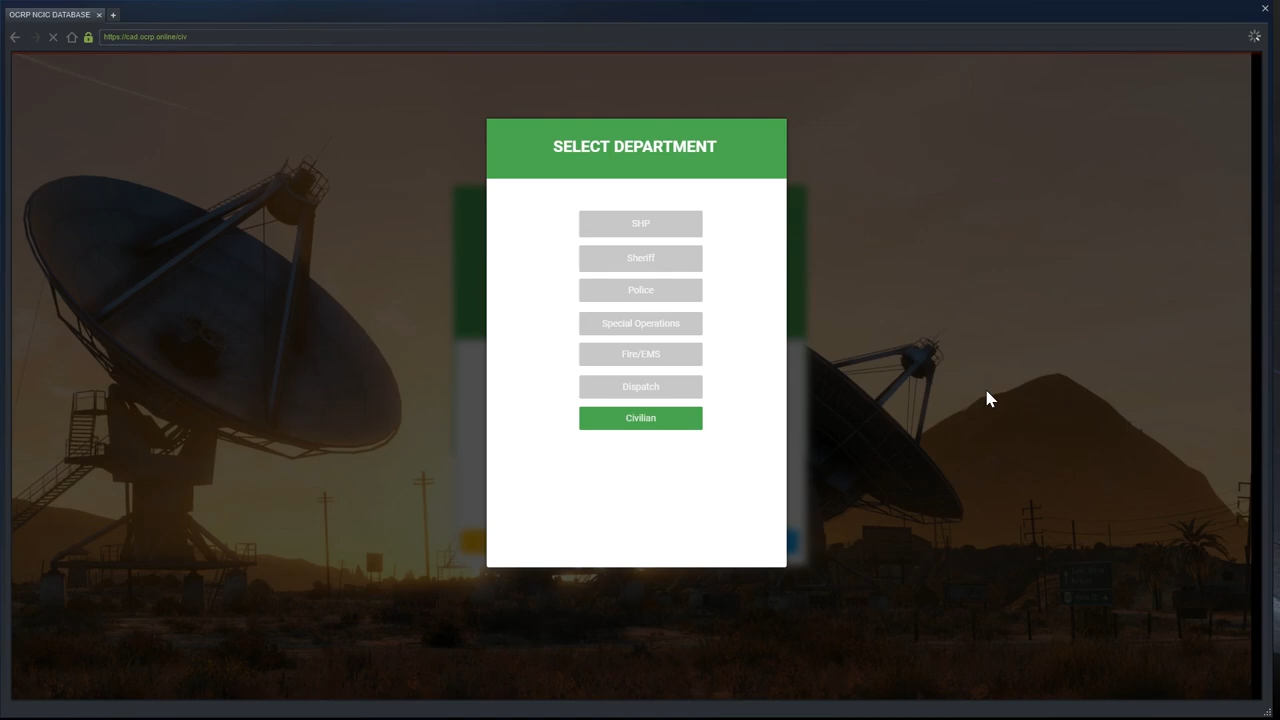 OCRP NCIC DATABASE
https://cad.ocrp.online/civ
SELECT DEPARTMENT
SHP
Sheriff
Police
Special Operations
Fire/EMS
Dispatch
Civilian